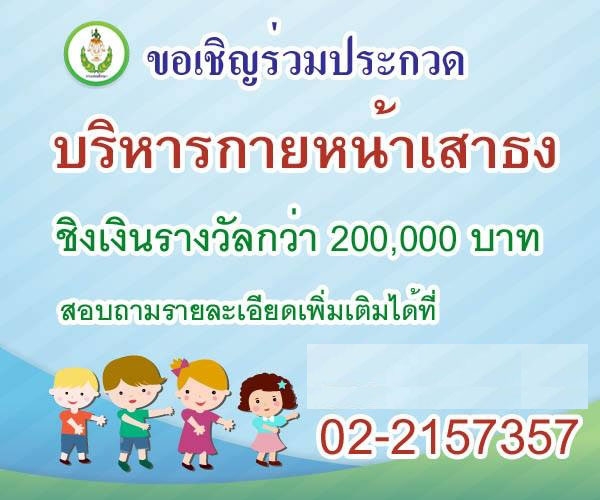 ขอเชิญร่วมประกวด
บริหารกายหน้าเสาธง
ชิงเงินรางวัลกว่า 200,000 บาท
สอบถามรายละเอียดเพิ่มเติมได้ที่
02-2157357